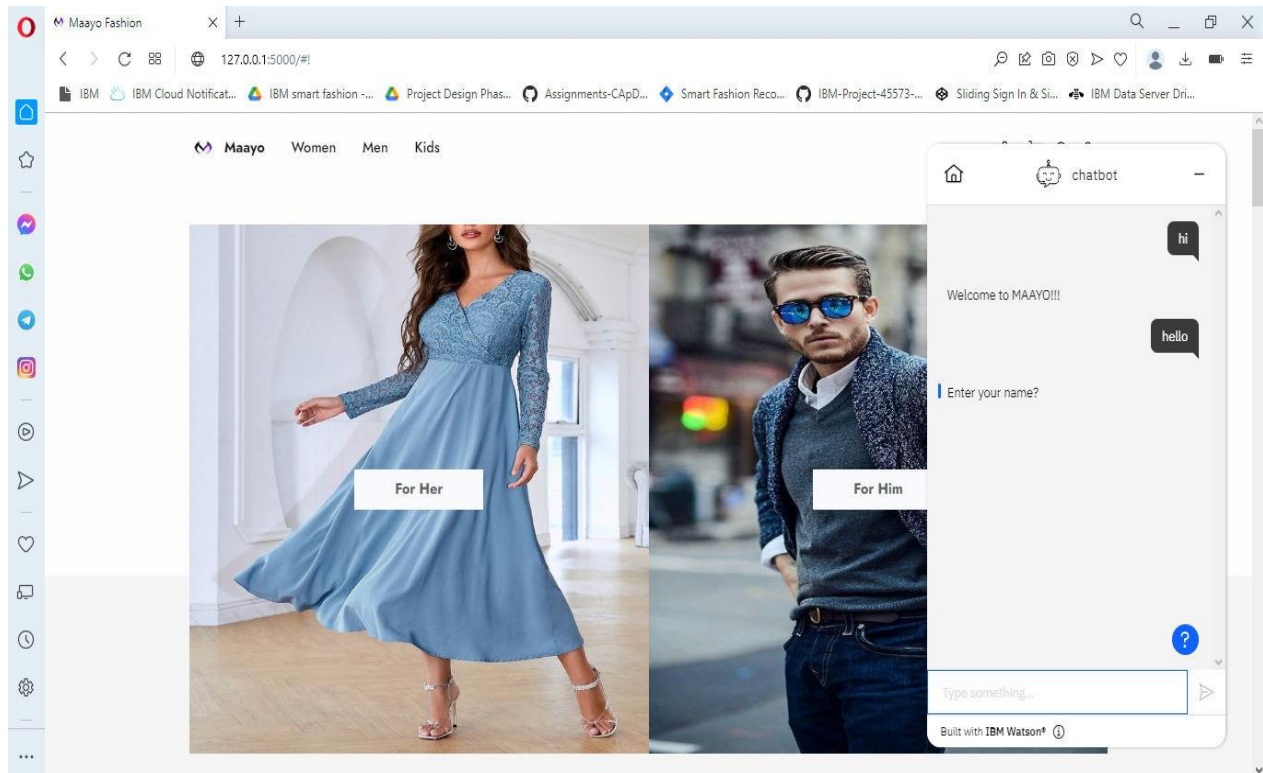 Maayo Fashion
127.0.0.1:5000/#!
IBM IBM Cloud Notificat... IBM smart fashion -... Project Design Phas... Assignments-CApD... Smart Fashion Reco... IBM-Project-45573-... Sliding Sign In & Si... IBM Data Server Dri...
Maayo Women Men Kids
chatbot
hi
Welcome to MAAYO!!!
hello
Enter your name?
For Her
For Him
?
Type something...
Built with IBM Watson®